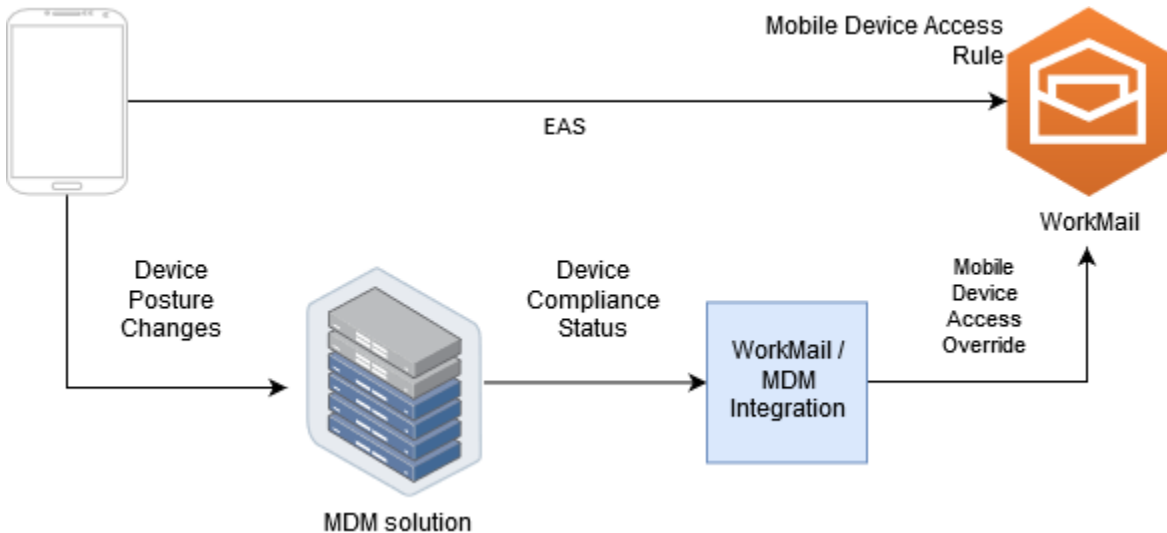 Mobile Device Access
Rule
EAS
WorkMail
Device
Posture
Changes
Device
Compliance
Status
Mobile
Device
Access
Override
WorkMail /
MDM
Integration
MDM solution